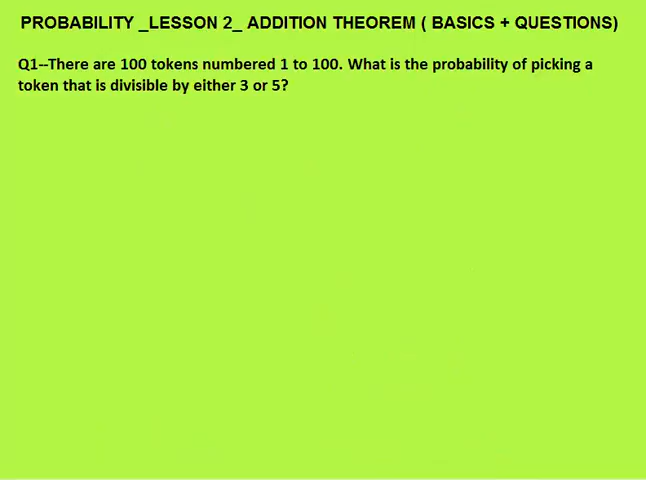 PROBABILITY _LESSON 2_ ADDITION THEOREM ( BASICS + QUESTIONS)
Q1--There are 100 tokens numbered 1 to 100. What is the probability of picking a
token that is divisible by either 3 or 5?